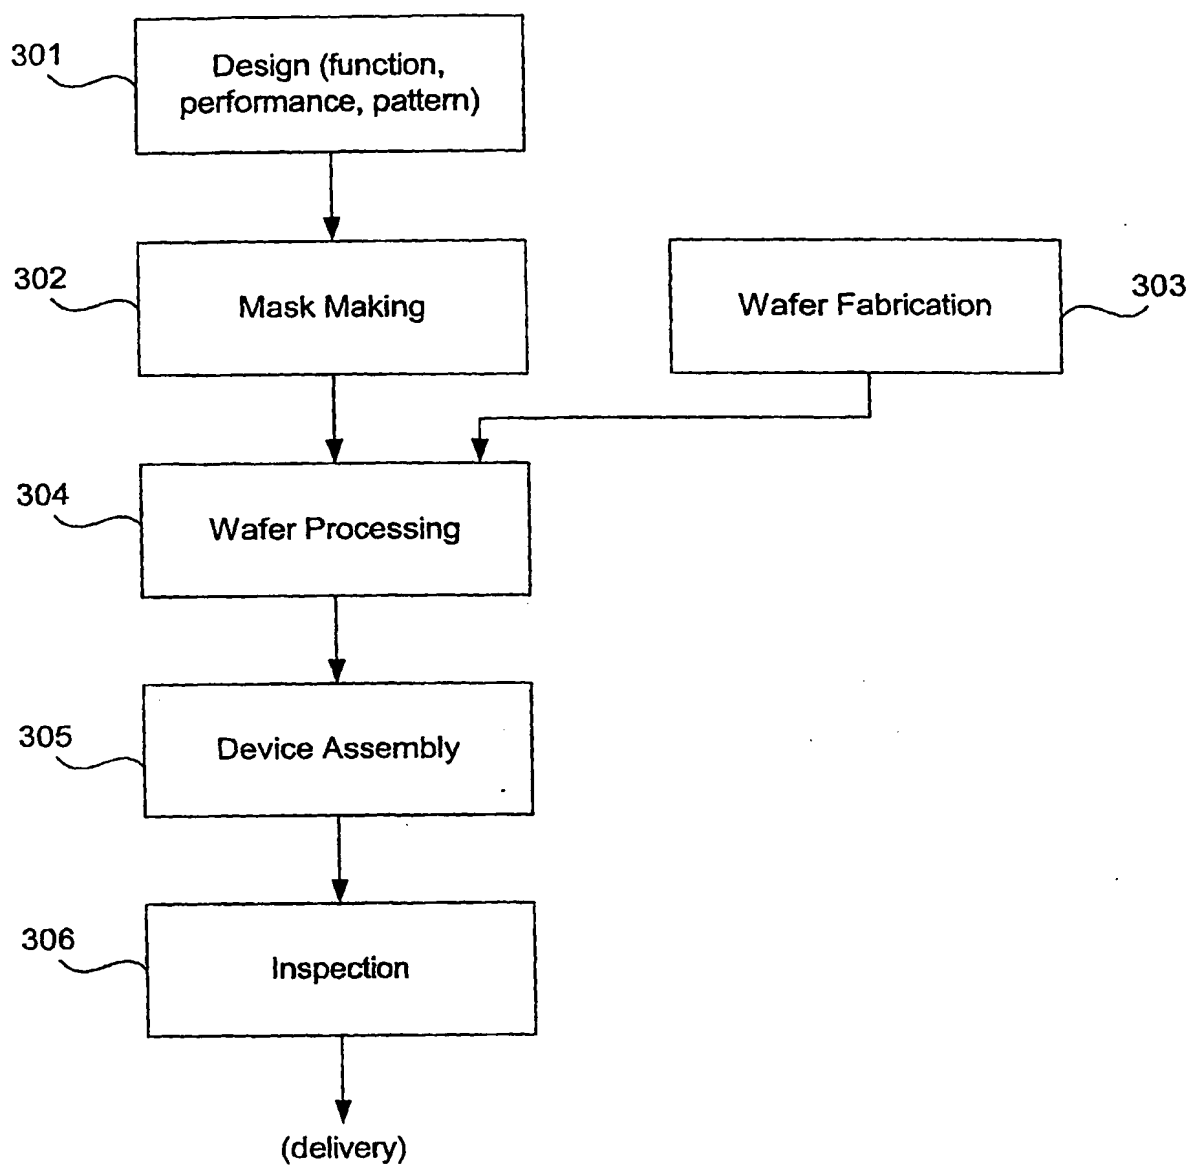 301
Design (function,
performance, pattern)
302
Mask Making
Wafer Fabrication
303
304
Wafer Processing
305
Device Assembly
306
Inspection
(delivery)